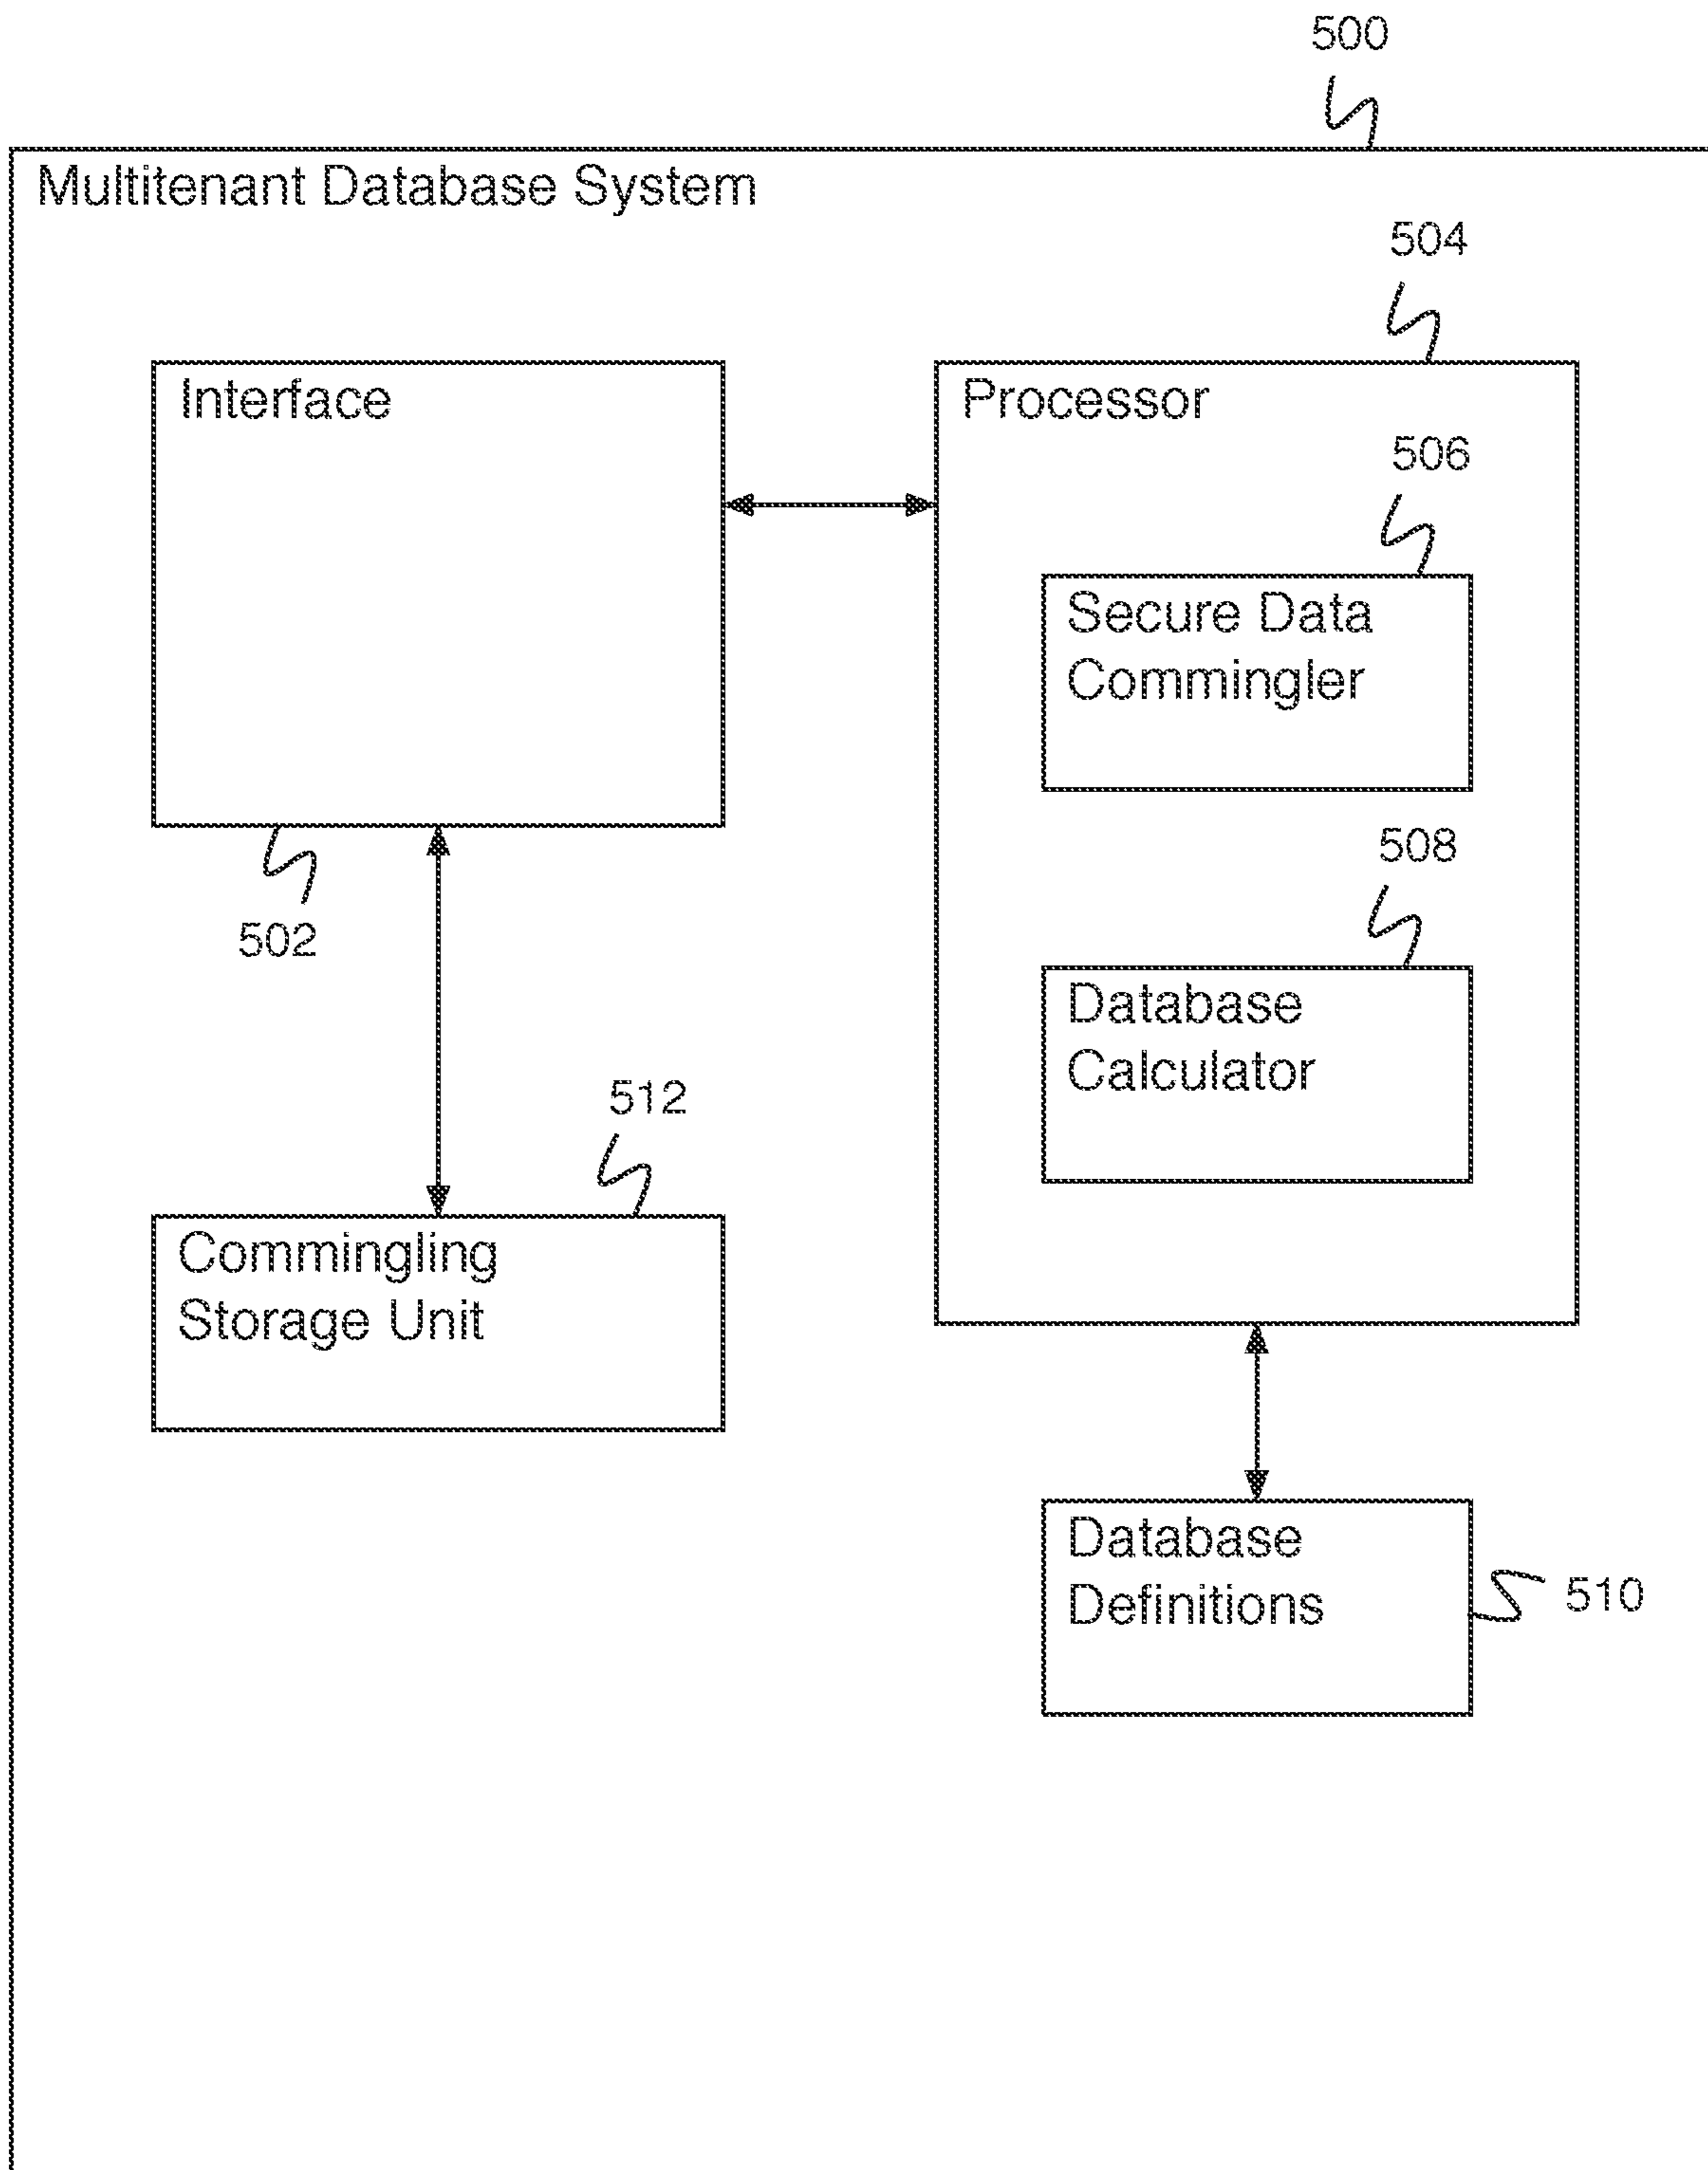 500
Multitenant Database System
504
Interface
Processor
506
Secure Data
Commingler
508
502
Database
Calculator
512
Commingling
Storage Unit
Database
Definitions
510